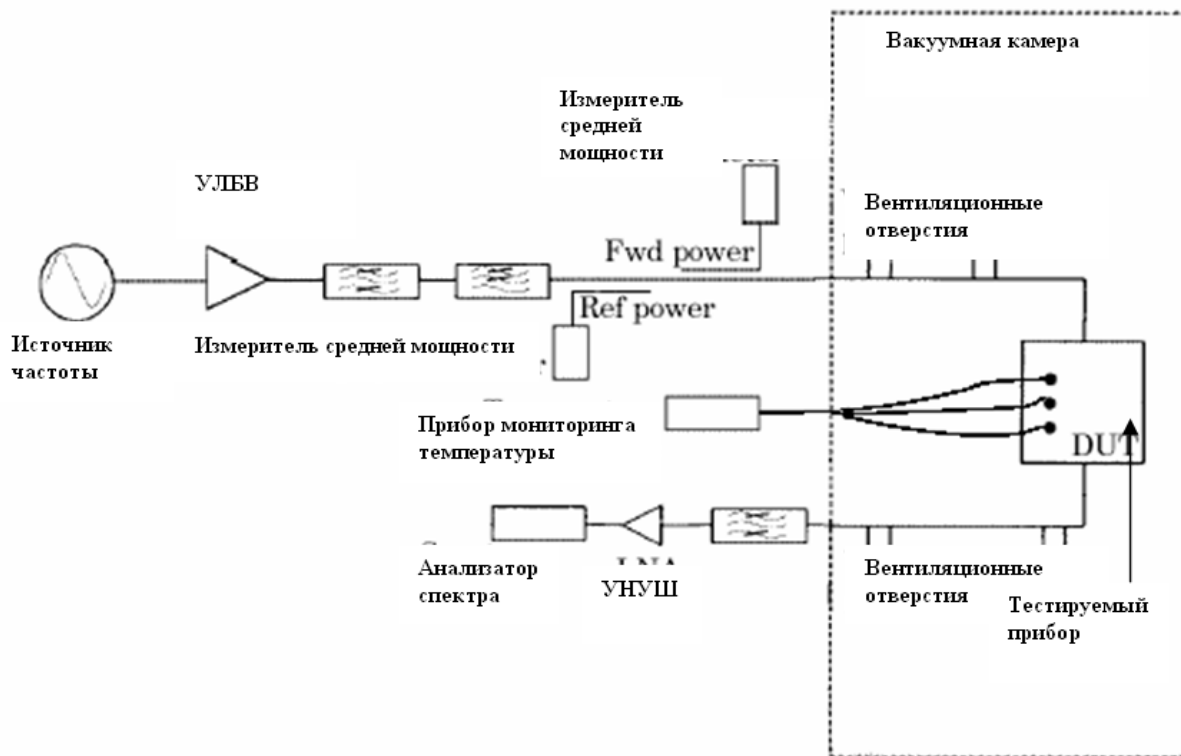 Вакуумная камера
Измеритель
средней
мощности
УЛБВ
Вентиляционные
отверстия
Fwd power
Ref power
Источник
частоты
Измеритель средней мощности
Прибор мониторинга
температуры
DUT
Анализатор
спектра
УНУШ
Вентиляционные
отверстия
Тестируемый
прибор